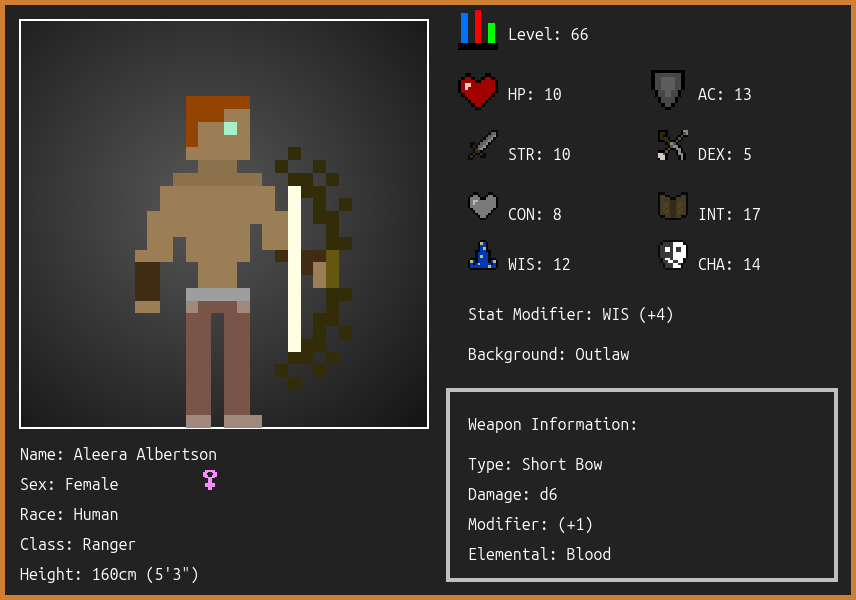 Level: 66
HP: 10
AC: 13
STR: 10
DEX: 5
CON: 8
INT: 17
WIS: 12
CHA: 14
Stat Modifier: WIS (+4)
Background: Outlaw
Name: Aleera Albertson
Sex: Female
Race: Human
Class: Ranger
Height: 160cm (5'3")
Weapon Information:
Type: Short Bow
Damage: d6
Modifier: (+1)
Elemental: Blood